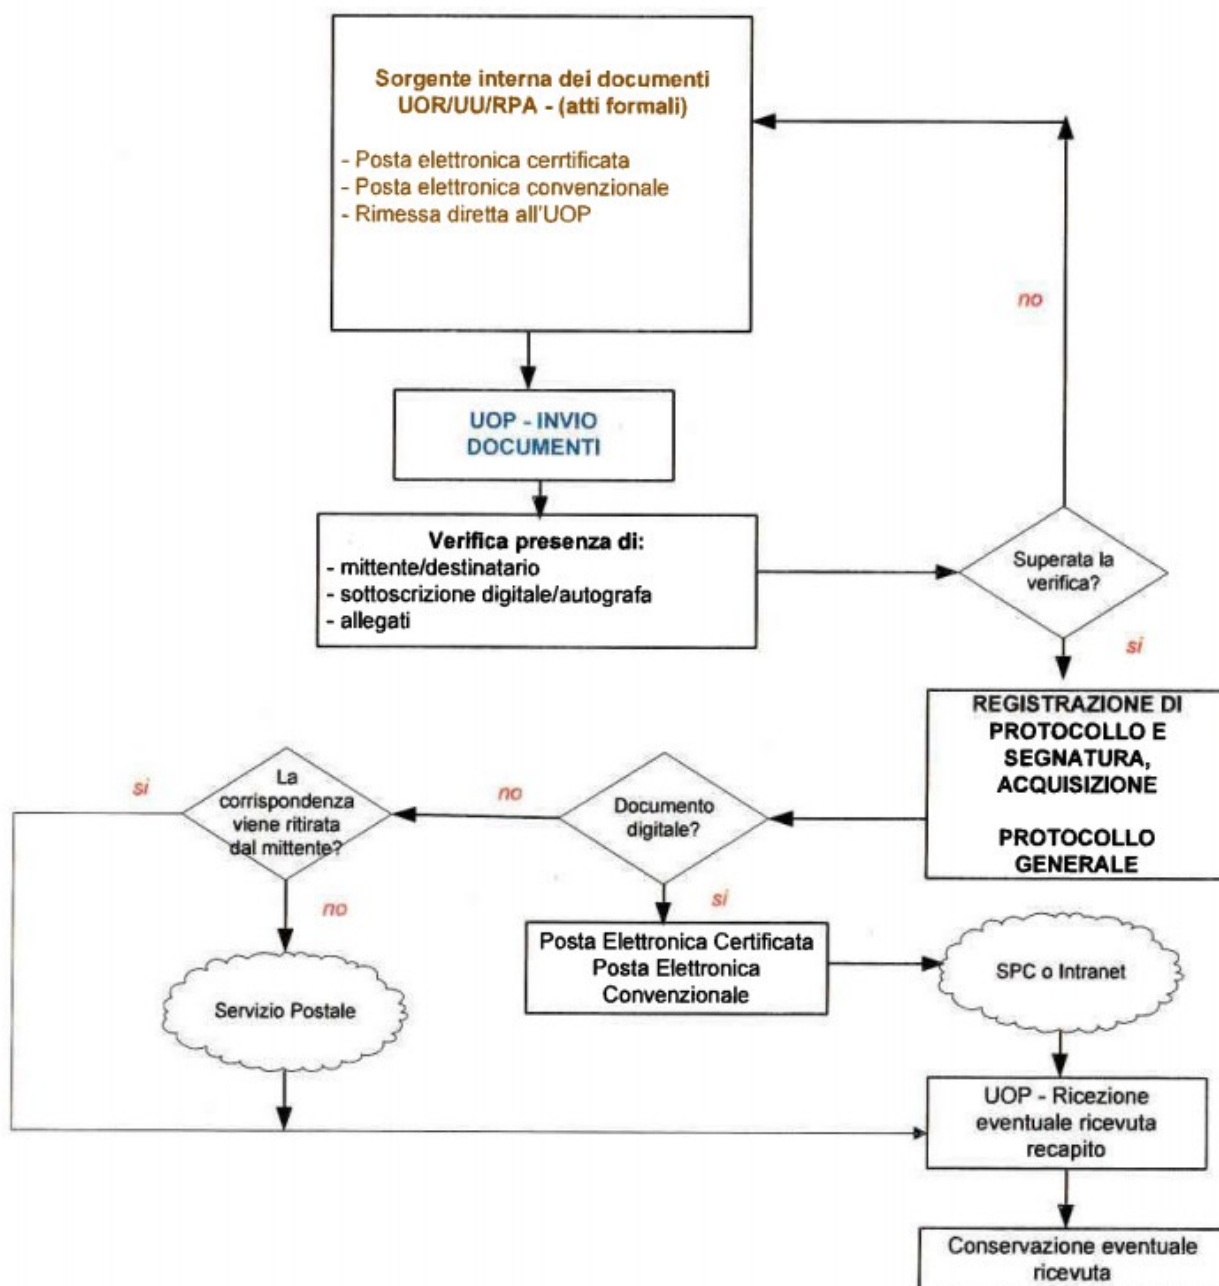 Sorgente interna dei documenti
UOR/UU/RPA - (atti formali)
- Posta elettronica cerrtificata
- Posta elettronica convenzionale
- Rimessa diretta all'UOP
no
UOP - INVIO
DOCUMENTI
Verifica presenza di:
- mittente/destinatario
- sottoscrizione digitale/autografa
- allegati
Superata la
verifica?
si
REGISTRAZIONE DI
PROTOCOLLO E
SEGNATURA,
ACQUISIZIONE
PROTOCOLLO
GENERALE
Documento
digitale?
no
La
corrispondenza
viene ritirata
dal mittente?
si
no
si
Posta Elettronica Certificata
Posta Elettronica
Convenzionale
SPC o Intranet
Servizio Postale
UOP - Ricezione
eventuale ricevuta
recapito
Conservazione eventuale
ricevuta